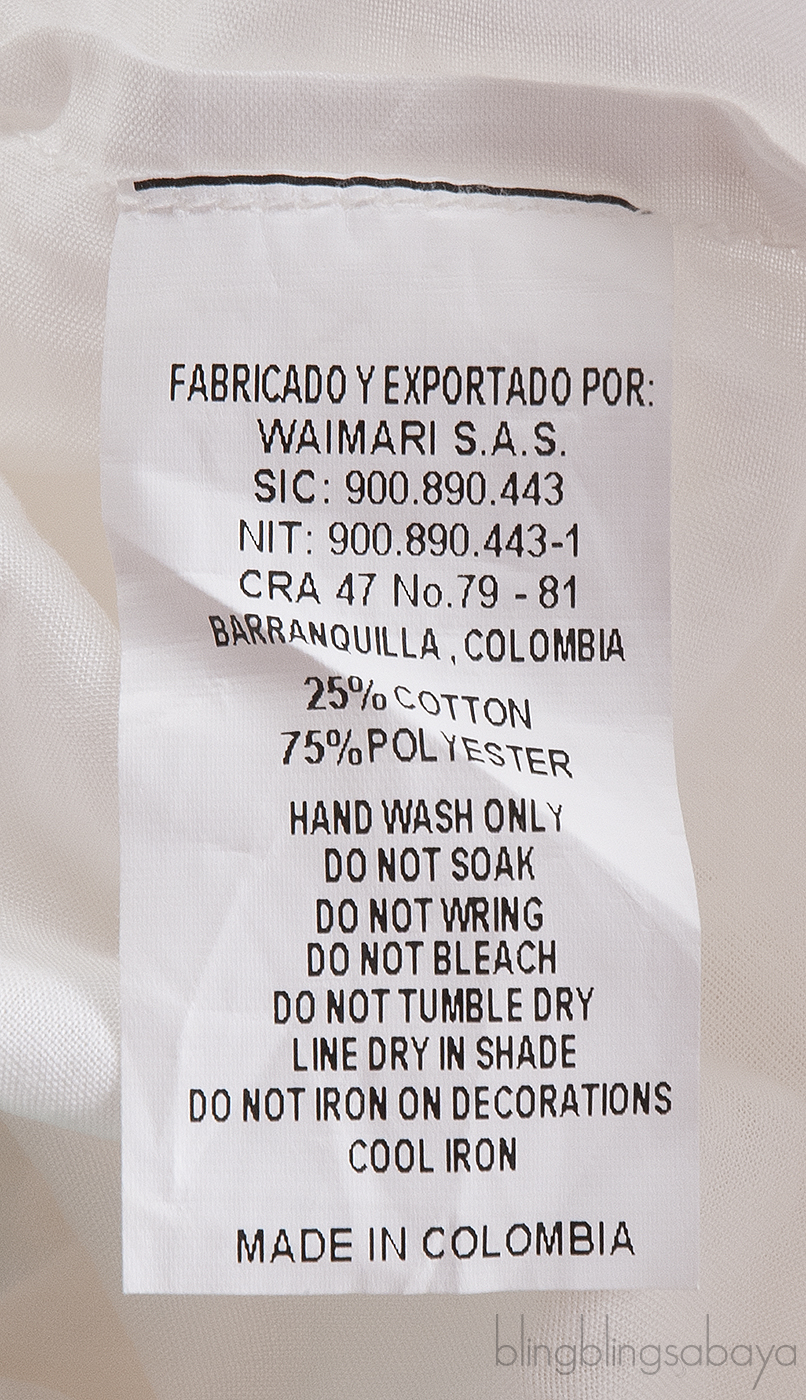 FABRICADO Y EXPORTADO POR:
WAIMARI S.A.S.
SIC: 900.890.443
NIT: 900.890.443-1
CRA 47 No.79 - 81
BARRANQUILLA , COLOMBIA
25% COTTON
75% POLYESTER
HAND WASH ONLY
DO NOT SOAK
DO NOT WRING
DO NOT BLEACH
DO NOT TUMBLE DRY
LINE DRY IN SHADE
DO NOT IRON ON DECORATIONS
COOL IRON
MADE IN COLOMBIA
blingblingsabaya